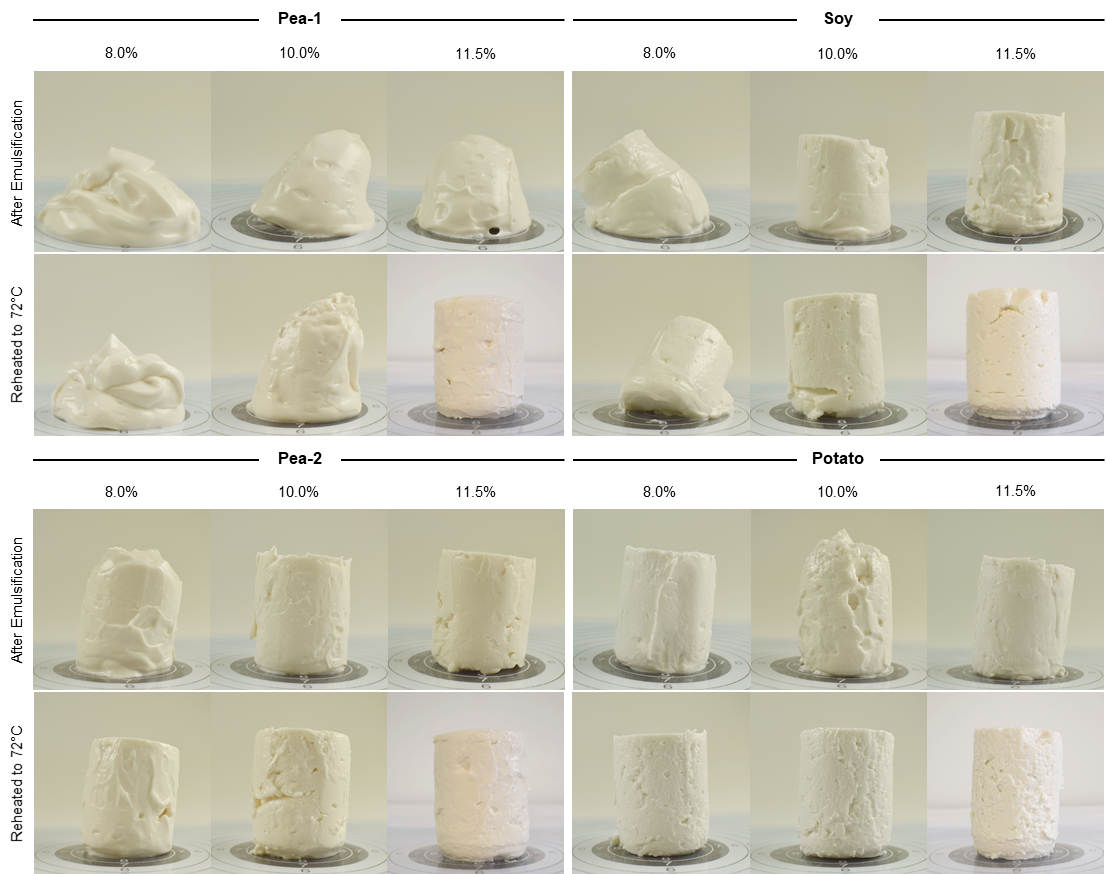 Pea-1
Soy
8.0%
10.0%
11.5%
8.0%
10.0%
11.5%
After Emulsification
Reheated to 72°C
Pea-2
Potato
8.0%
10.0%
11.5%
8.0%
10.0%
11.5%
After Emulsification
Reheated to 72°C